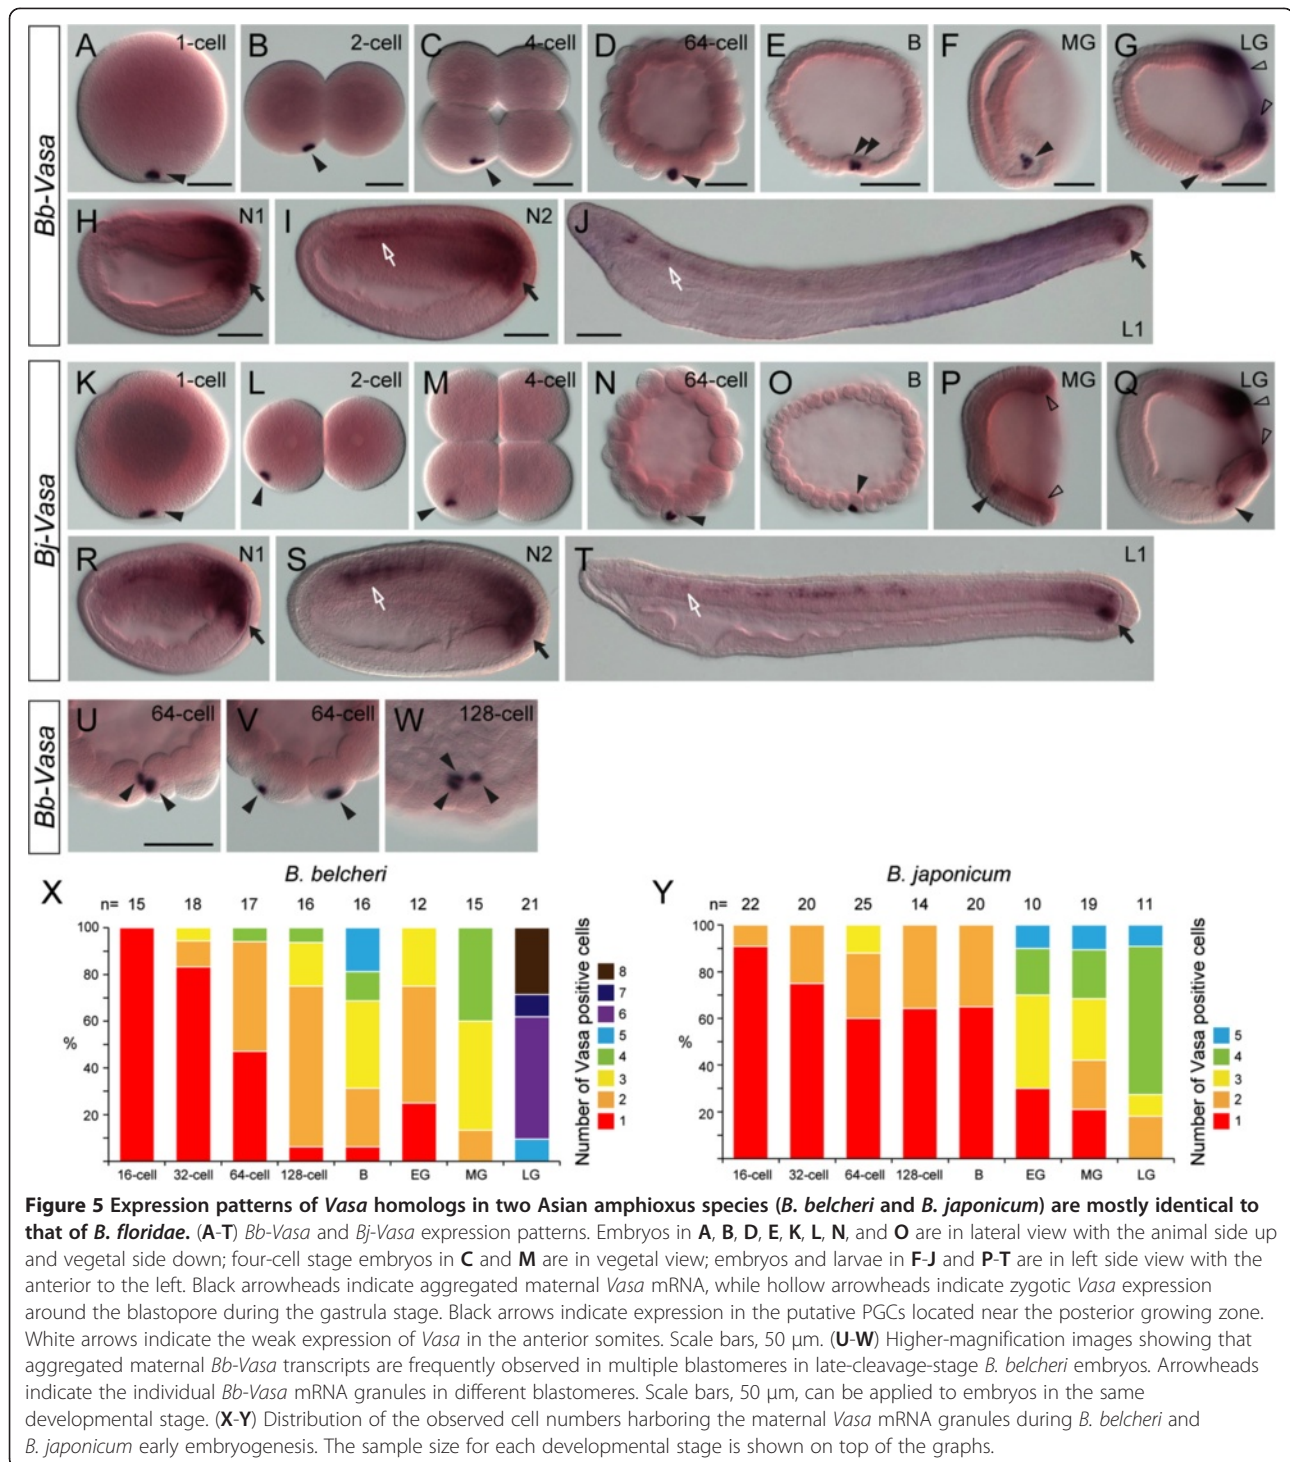 Bb-Vasa
A 1-cell
B 2-cell
C 4-cell
D 64-cell
E B
F MG
G LG
H N1
I N2
J L1
Bj-Vasa
K 1-cell
L 2-cell
M 4-cell
N 64-cell
O B
P MG
Q LG
R N1
S N2
T L1
Bb-Vasa
U 64-cell
V 64-cell
W 128-cell
X
B. belcheri
n= 15 18 17 16 16 12 15 21
100
80
60
%
40
20
16-cell 32-cell 64-cell 128-cell B EG MG LG
Number of Vasa positive cells
8
7
6
5
4
3
2
1
Y
B. japonicum
n= 22 20 25 14 20 10 19 11
100
80
60
%
40
20
16-cell 32-cell 64-cell 128-cell B EG MG LG
Number of Vasa positive cells
5
4
3
2
1
Figure 5 Expression patterns of Vasa homologs in two Asian amphioxus species (B. belcheri and B. japonicum) are mostly identical to
that of B. floridae. (A-T) Bb-Vasa and Bj-Vasa expression patterns. Embryos in A, B, D, E, K, L, N, and O are in lateral view with the animal side up
and vegetal side down; four-cell stage embryos in C and M are in vegetal view; embryos and larvae in F-J and P-T are in left side view with the
anterior to the left. Black arrowheads indicate aggregated maternal Vasa mRNA, while hollow arrowheads indicate zygotic Vasa expression
around the blastopore during the gastrula stage. Black arrows indicate expression in the putative PGCs located near the posterior growing zone.
White arrows indicate the weak expression of Vasa in the anterior somites. Scale bars, 50 μm. (U-W) Higher-magnification images showing that
aggregated maternal Bb-Vasa transcripts are frequently observed in multiple blastomeres in late-cleavage-stage B. belcheri embryos. Arrowheads
indicate the individual Bb-Vasa mRNA granules in different blastomeres. Scale bars, 50 μm, can be applied to embryos in the same
developmental stage. (X-Y) Distribution of the observed cell numbers harboring the maternal Vasa mRNA granules during B. belcheri and
B. japonicum early embryogenesis. The sample size for each developmental stage is shown on top of the graphs.